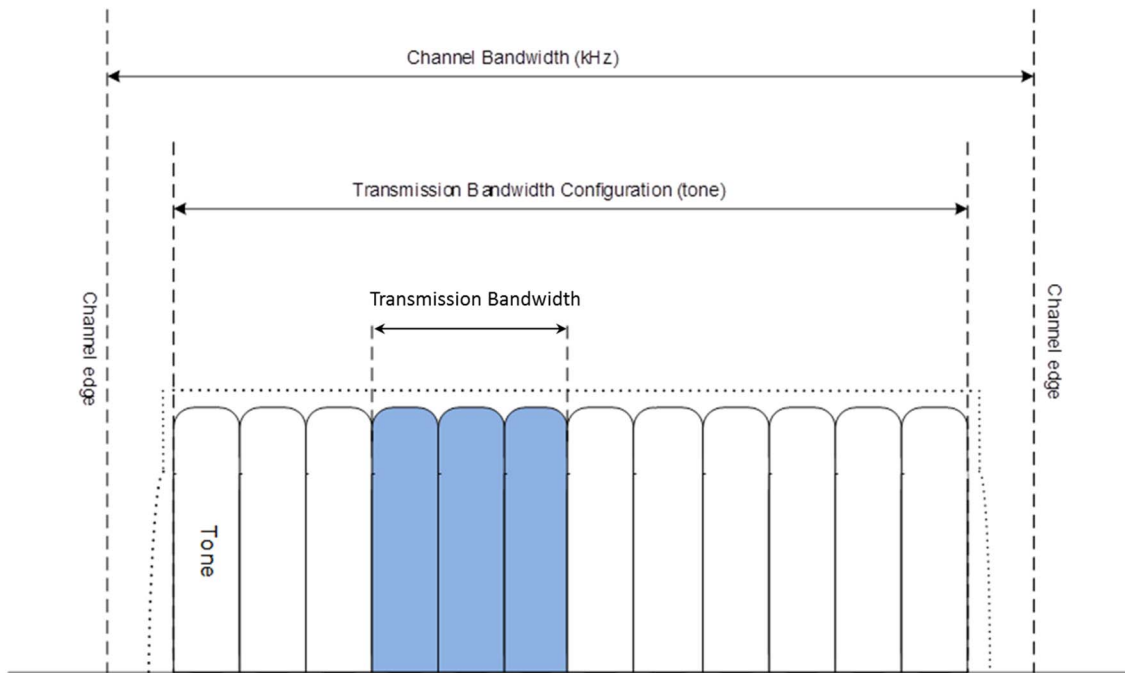 Channel Bandwidth (kHz)
Transmission Bandwidth Configuration (tone)
Transmission Bandwidth
Channel edge
Channel edge
Tone